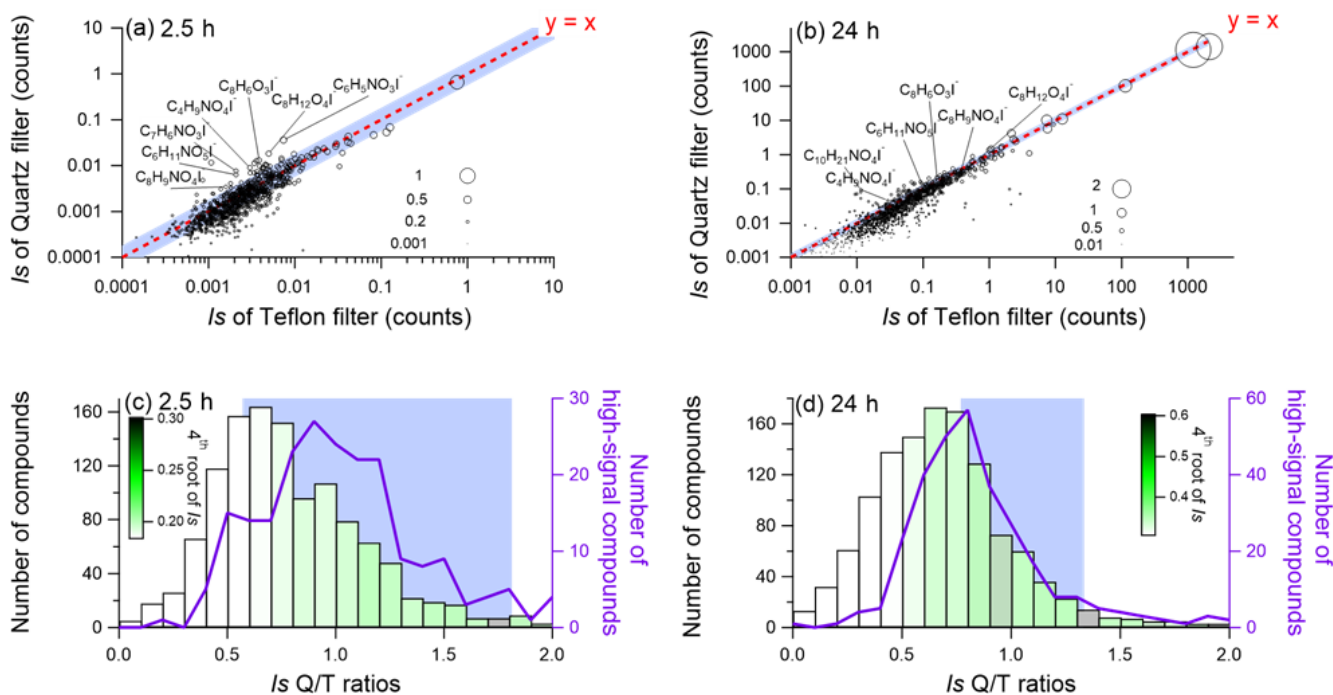 (a) 2.5 h
y = x
Is of Quartz filter (counts)
10
1
0.1
0.01
0.001
0.0001
C₈H₆O₃I⁻
C₆H₅NO₃I⁻
C₄H₉NO₄I⁻
C₈H₁₂O₄I⁻
C₇H₆NO₃I⁻
C₆H₁₁NO₅I⁻
C₈H₉NO₄I⁻
1
0.5
0.2
0.001
0.0001 0.001 0.01 0.1 1 10
Is of Teflon filter (counts)
(b) 24 h
y = x
Is of Quartz filter (counts)
1000
100
10
1
0.1
0.01
0.001
C₈H₆O₃I⁻
C₈H₁₂O₄I⁻
C₆H₁₁NO₅I⁻
C₈H₉NO₄I⁻
C₁₀H₂₁NO₄I⁻
C₄H₉NO₄I⁻
2
1
0.5
0.01
0.001 0.01 0.1 1 10 100 1000
Is of Teflon filter (counts)
(c) 2.5 h
Number of compounds
160
120
80
40
0
0.30
0.25
0.20
4th
root of Is
30
20
10
0
Number of
high-signal compounds
0.0 0.5 1.0 1.5 2.0
Is Q/T ratios
(d) 24 h
Number of compounds
160
120
80
40
0
4th
root of Is
0.6
0.5
0.4
60
40
20
0
Number of
high-signal compounds
0.0 0.5 1.0 1.5 2.0
Is Q/T ratios